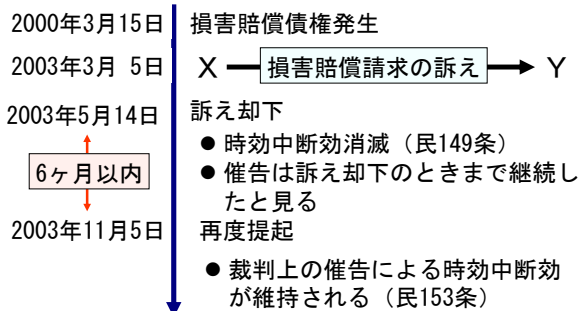 2000年3月15日 損害賠償債権発生
2003年3月 5日 X 損害賠償請求の訴え Y
2003年5月14日 訴え却下
● 時効中断効消滅（民149条）
6ヶ月以内 ● 催告は訴え却下のときまで継続し
たと見る
2003年11月5日 再度提起
● 裁判上の催告による時効中断効
が維持される（民153条）